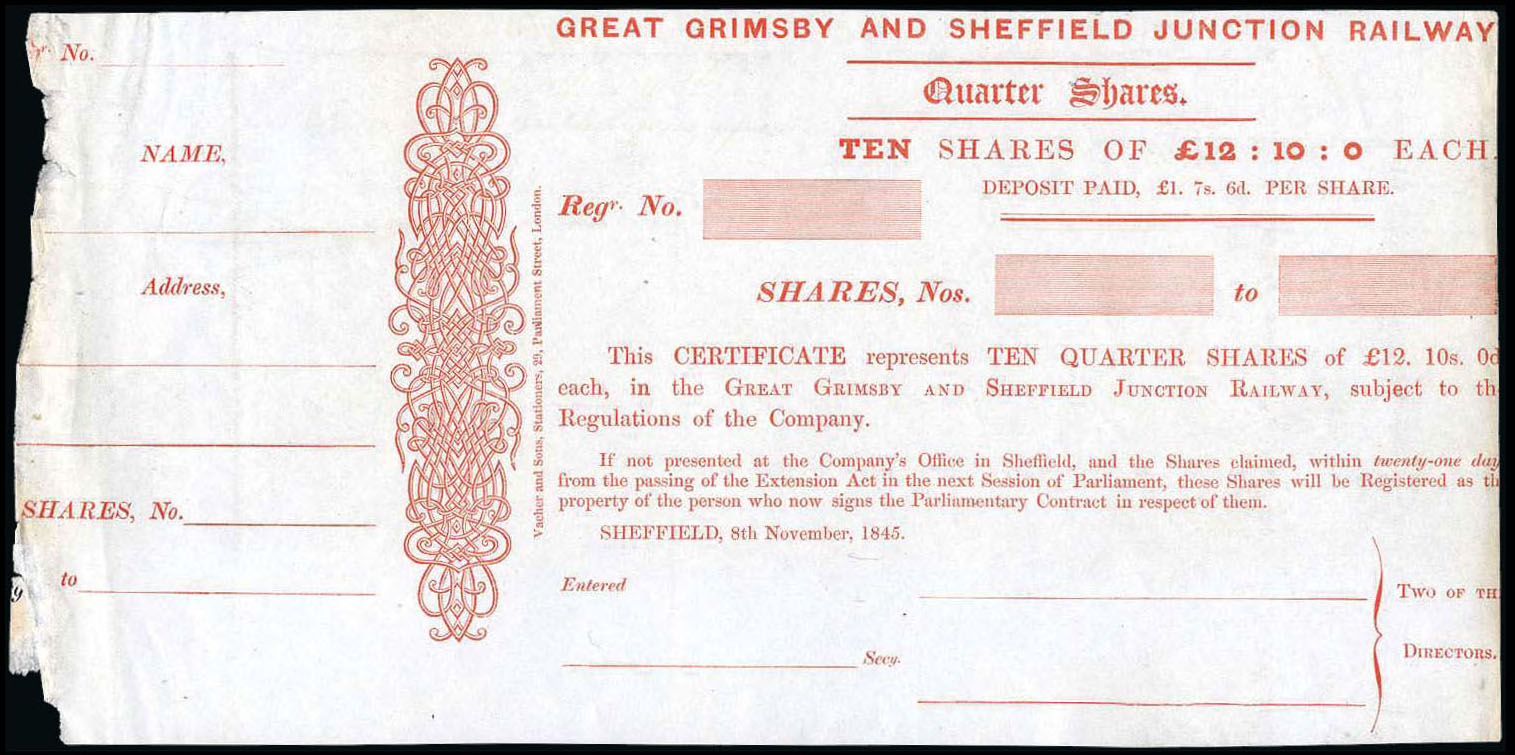 GREAT GRIMSBY AND SHEFFIELD JUNCTION RAILWAY
Quarter Shares.
TEN SHARES OF £12 : 10 : 0 EACH.
DEPOSIT PAID, £1. 7s. 6d. PER SHARE.
Regr. No.
SHARES, Nos. to
This CERTIFICATE represents TEN QUARTER SHARES of £12. 10s. 0d
each, in the GREAT GRIMSBY AND SHEFFIELD JUNCTION RAILWAY, subject to th
Regulations of the Company.
If not presented at the Company's Office in Sheffield, and the Shares claimed, within twenty-one day
from the passing of the Extension Act in the next Session of Parliament, these Shares will be Registered as th
property of the person who now signs the Parliamentary Contract in respect of them.
SHEFFIELD, 8th November, 1845.
Entered
Secy.
TWO OF TH
DIRECTORS.
Vacher and Sons, Stationers, 29, Parliament Street, London.
r. No.
NAME,
Address,
SHARES, No.
to